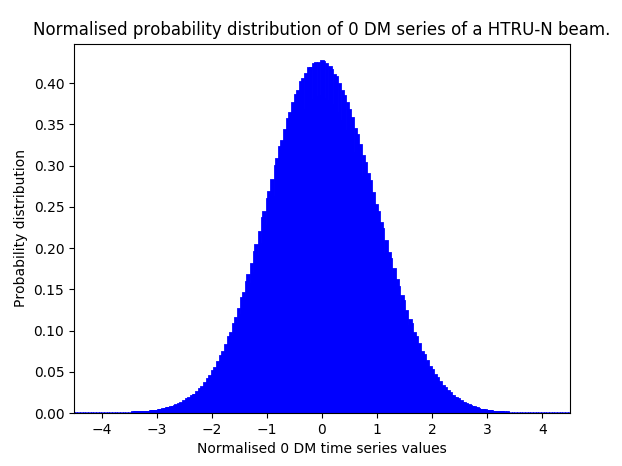 Normalised probability distribution of 0 DM series of a HTRU-N beam.
0.40
0.35
0.30
0.25
0.20
0.15
0.10
0.05
0.00
Probability distribution
−4 −3 −2 −1 0 1 2 3 4
Normalised 0 DM time series values